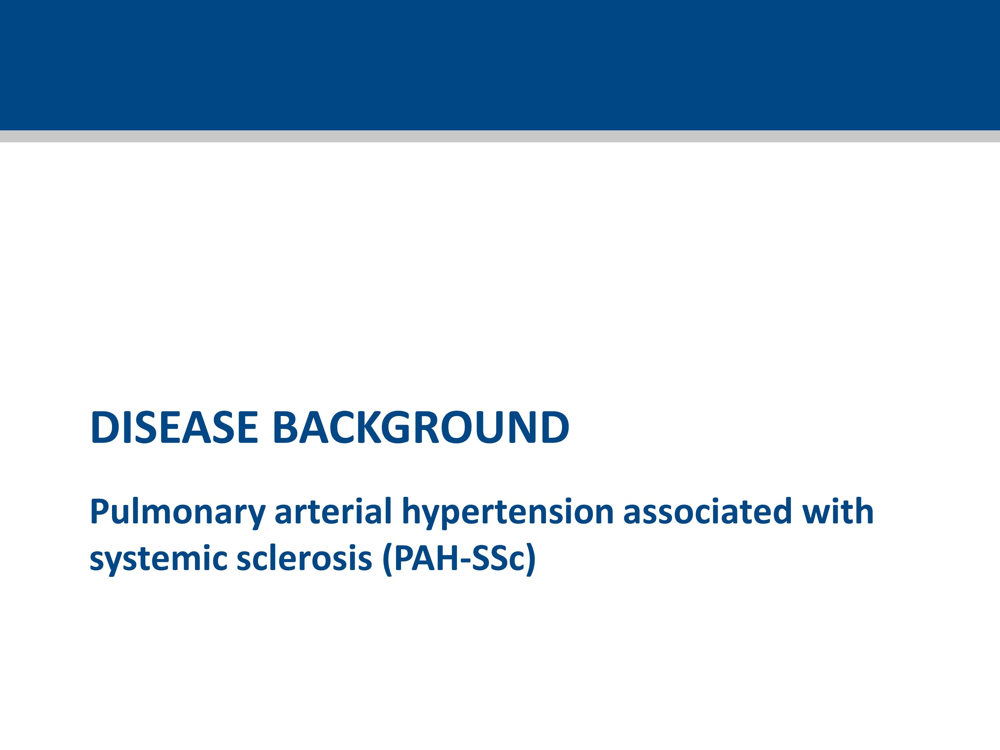 DISEASE BACKGROUND
Pulmonary arterial hypertension associated with
systemic sclerosis (PAH-SSc)